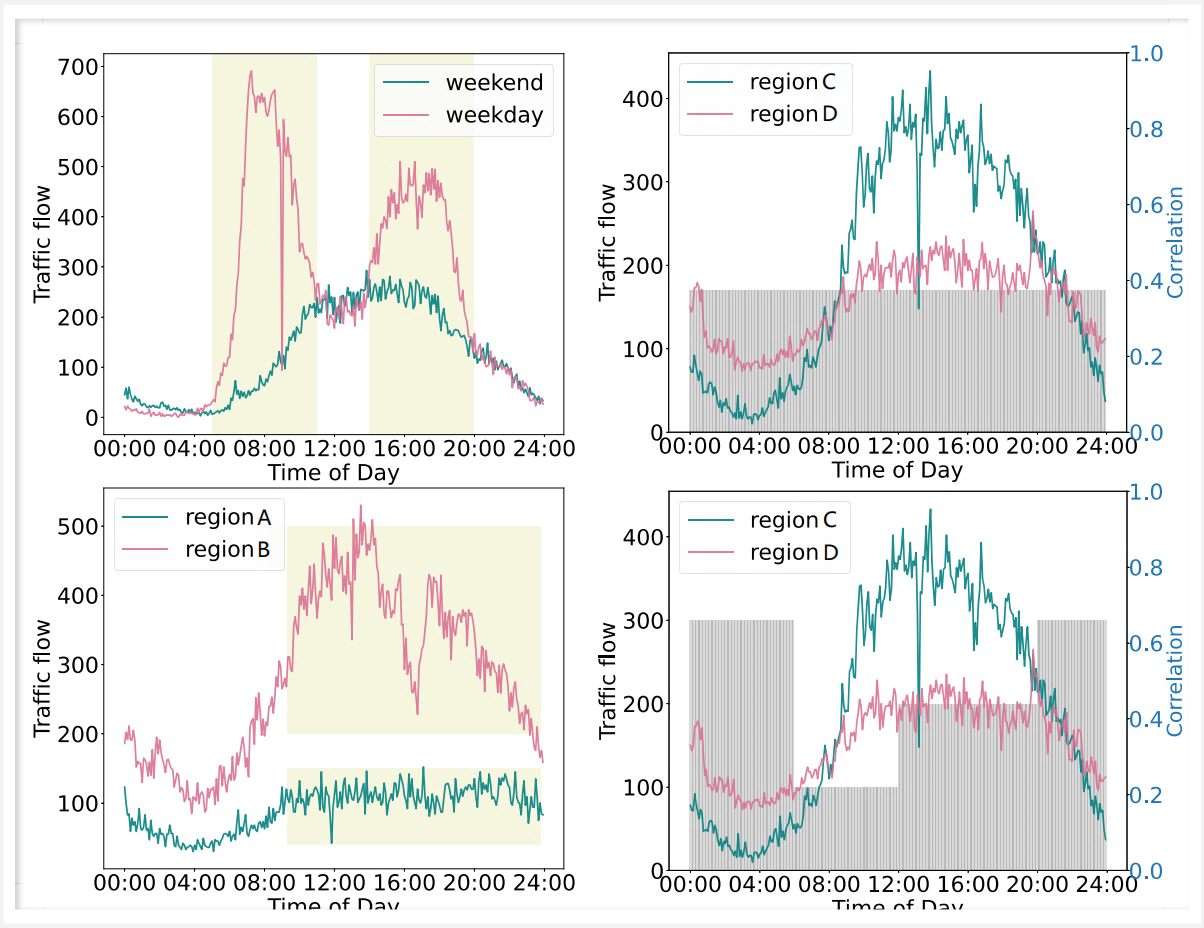 700
600
500
400
300
200
100
0
Traffic flow
weekend
weekday
00:00 04:00 08:00 12:00 16:00 20:00 24:00
Time of Day
400
300
200
100
0
Traffic flow
region C
region D
1.0
0.8
0.6
0.4
0.2
0.0
Correlation
00:00 04:00 08:00 12:00 16:00 20:00 24:00
Time of Day
500
400
300
200
100
Traffic flow
region A
region B
00:00 04:00 08:00 12:00 16:00 20:00 24:00
Time of Day
400
300
200
100
0
Traffic flow
region C
region D
1.0
0.8
0.6
0.4
0.2
0.0
Correlation
00:00 04:00 08:00 12:00 16:00 20:00 24:00
Time of Day